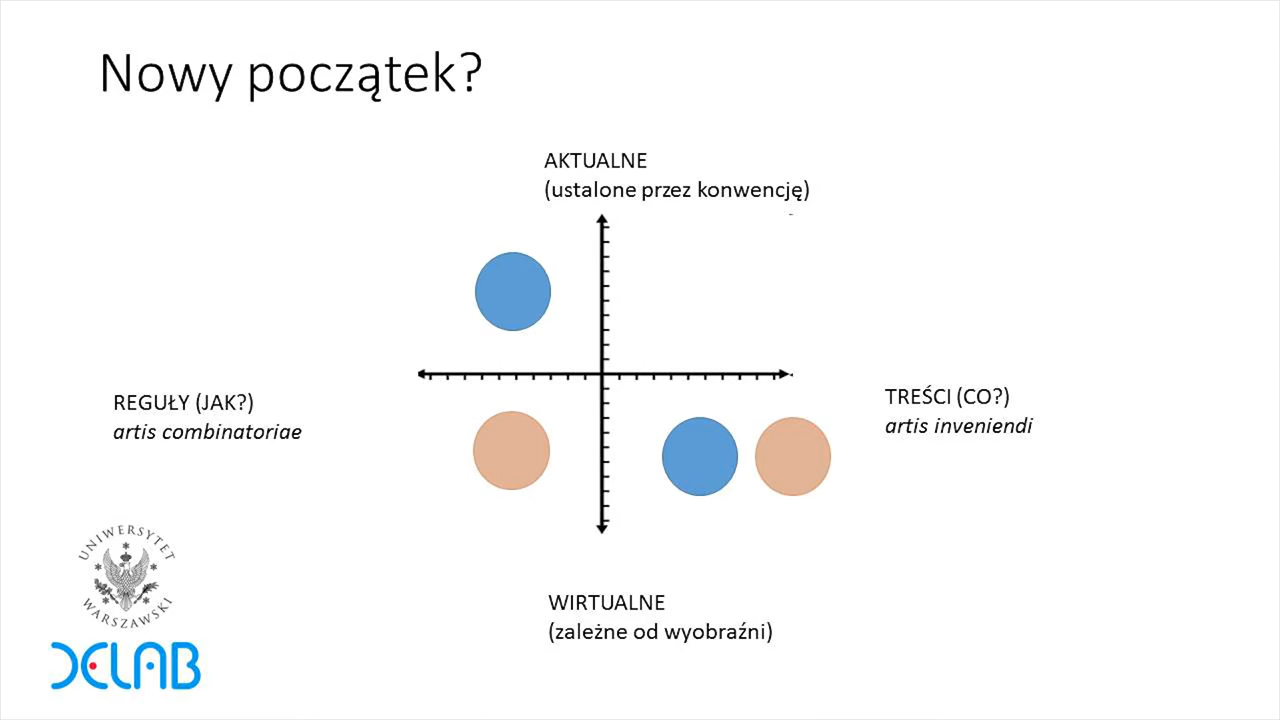 Nowy początek?
AKTUALNE
(ustalone przez konwencję)
REGUŁY (JAK?)
artis combinatoriae
TREŚCI (CO?)
artis inveniendi
WIRTUALNE
(zależne od wyobraźni)
UNIWERSYTET
WARSZAWSKI
DELAB